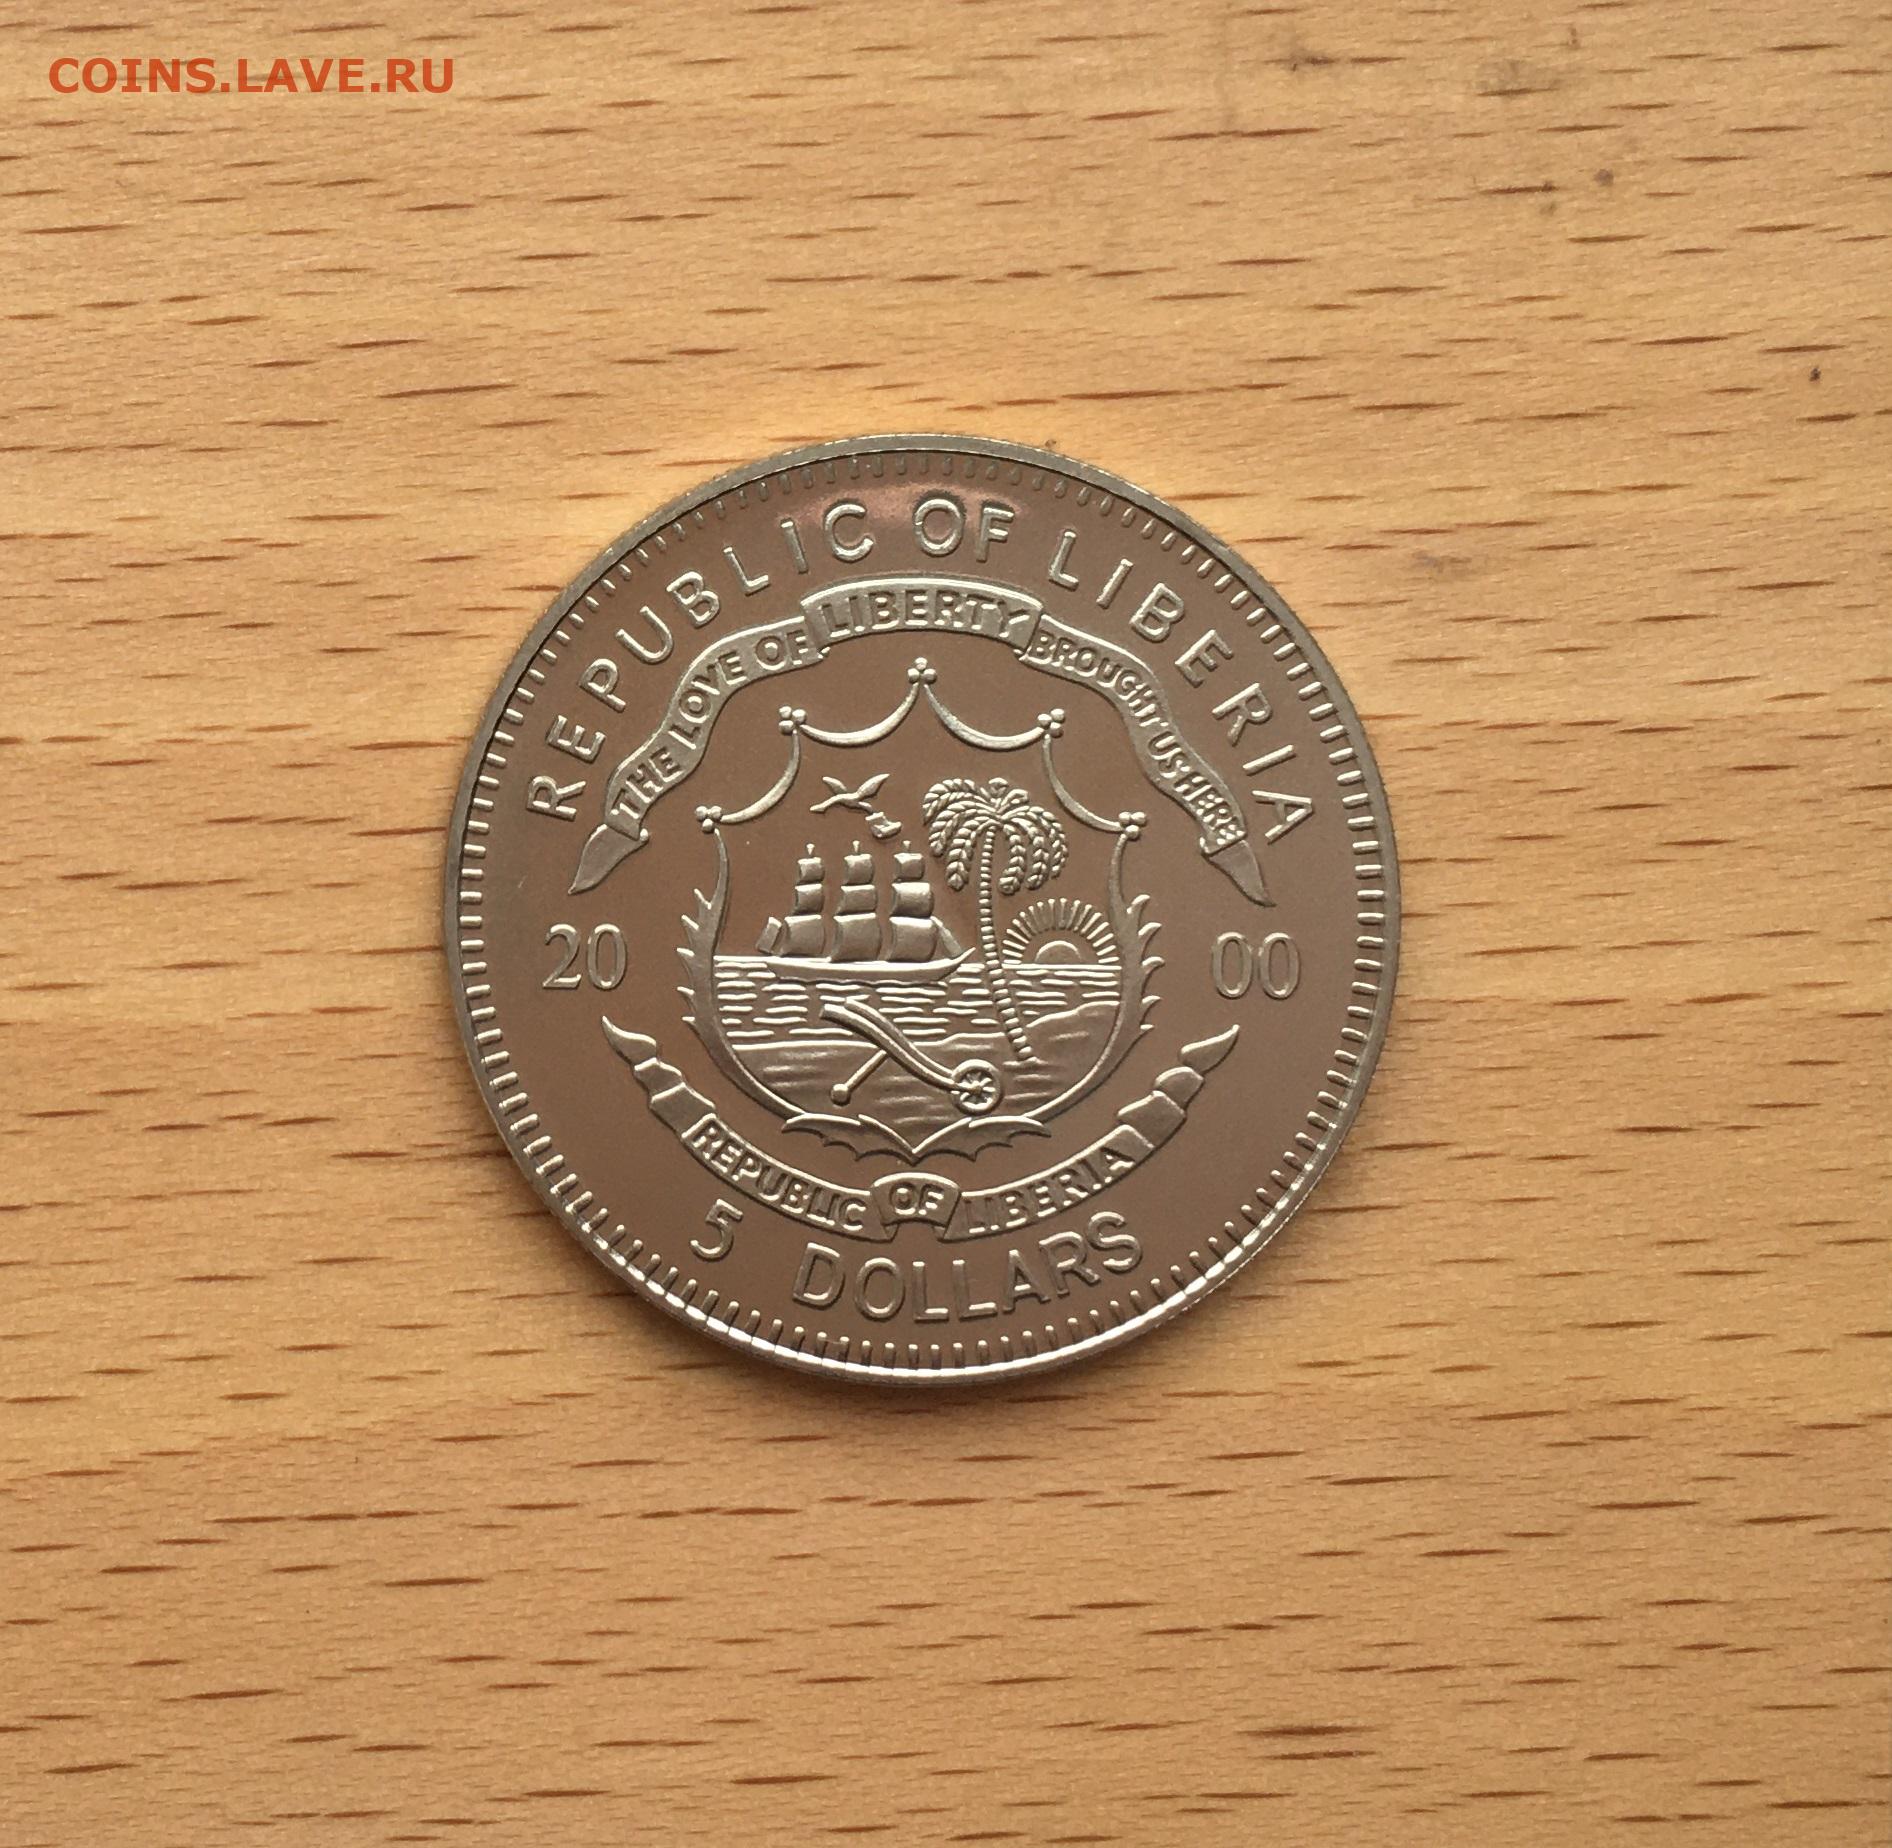 COINS.LAVE.RU
REPUBLIC OF LIBERIA
THE LOVE OF LIBERTY BROUGHT US HERE
20 00
REPUBLIC OF LIBERIA
5 DOLLARS